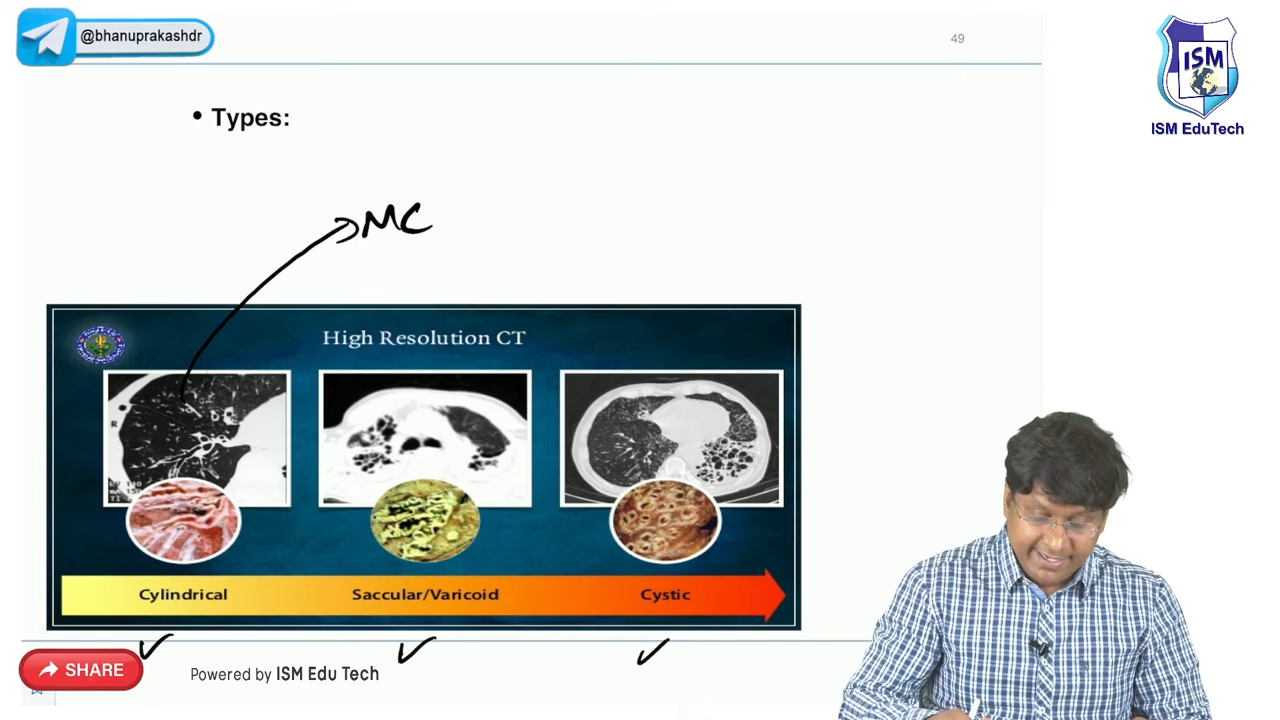 @bhanuprakashdr
49
ISM
ISM EduTech
• Types:
MC
High Resolution CT
R
Cylindrical
Saccular/Varicoid
Cystic
SHARE
Powered by ISM Edu Tech